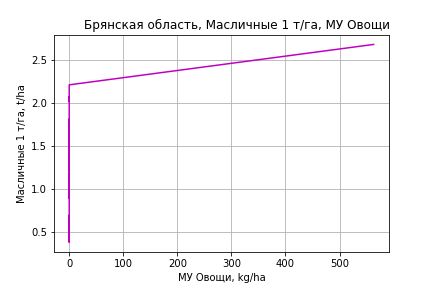 Брянская область, Масличные 1 т/га, МУ Овощи
Масличные 1 т/га, t/ha
2.5
2.0
1.5
1.0
0.5
0 100 200 300 400 500
МУ Овощи, kg/ha